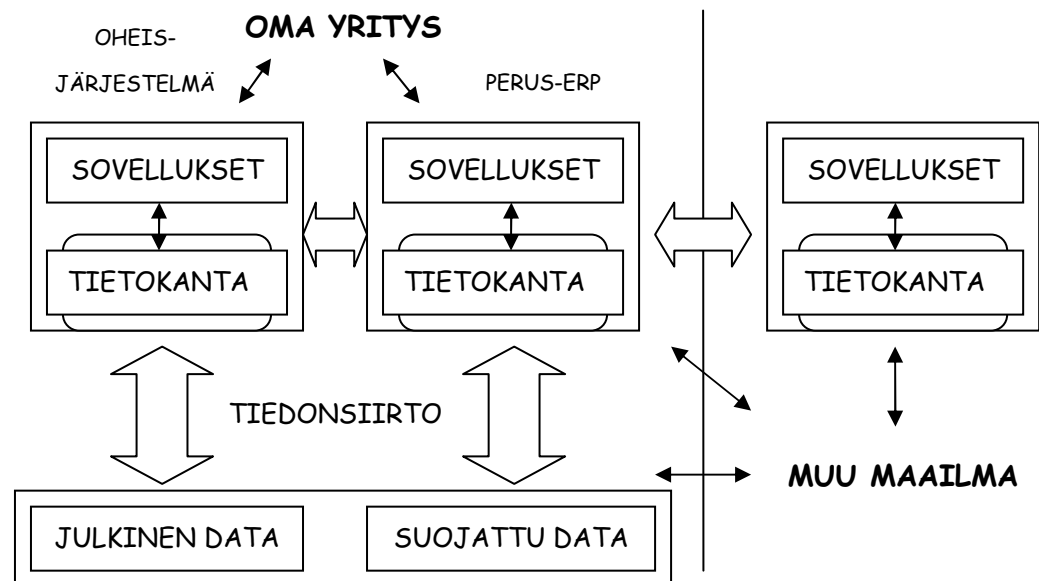 OMA YRITYS
OHEIS-
JÄRJESTELMÄ
PERUS-ERP
SOVELLUKSET
SOVELLUKSET
SOVELLUKSET
TIETOKANTA
TIETOKANTA
TIETOKANTA
TIEDONSIIRTO
MUU MAAILMA
JULKINEN DATA
SUOJATTU DATA